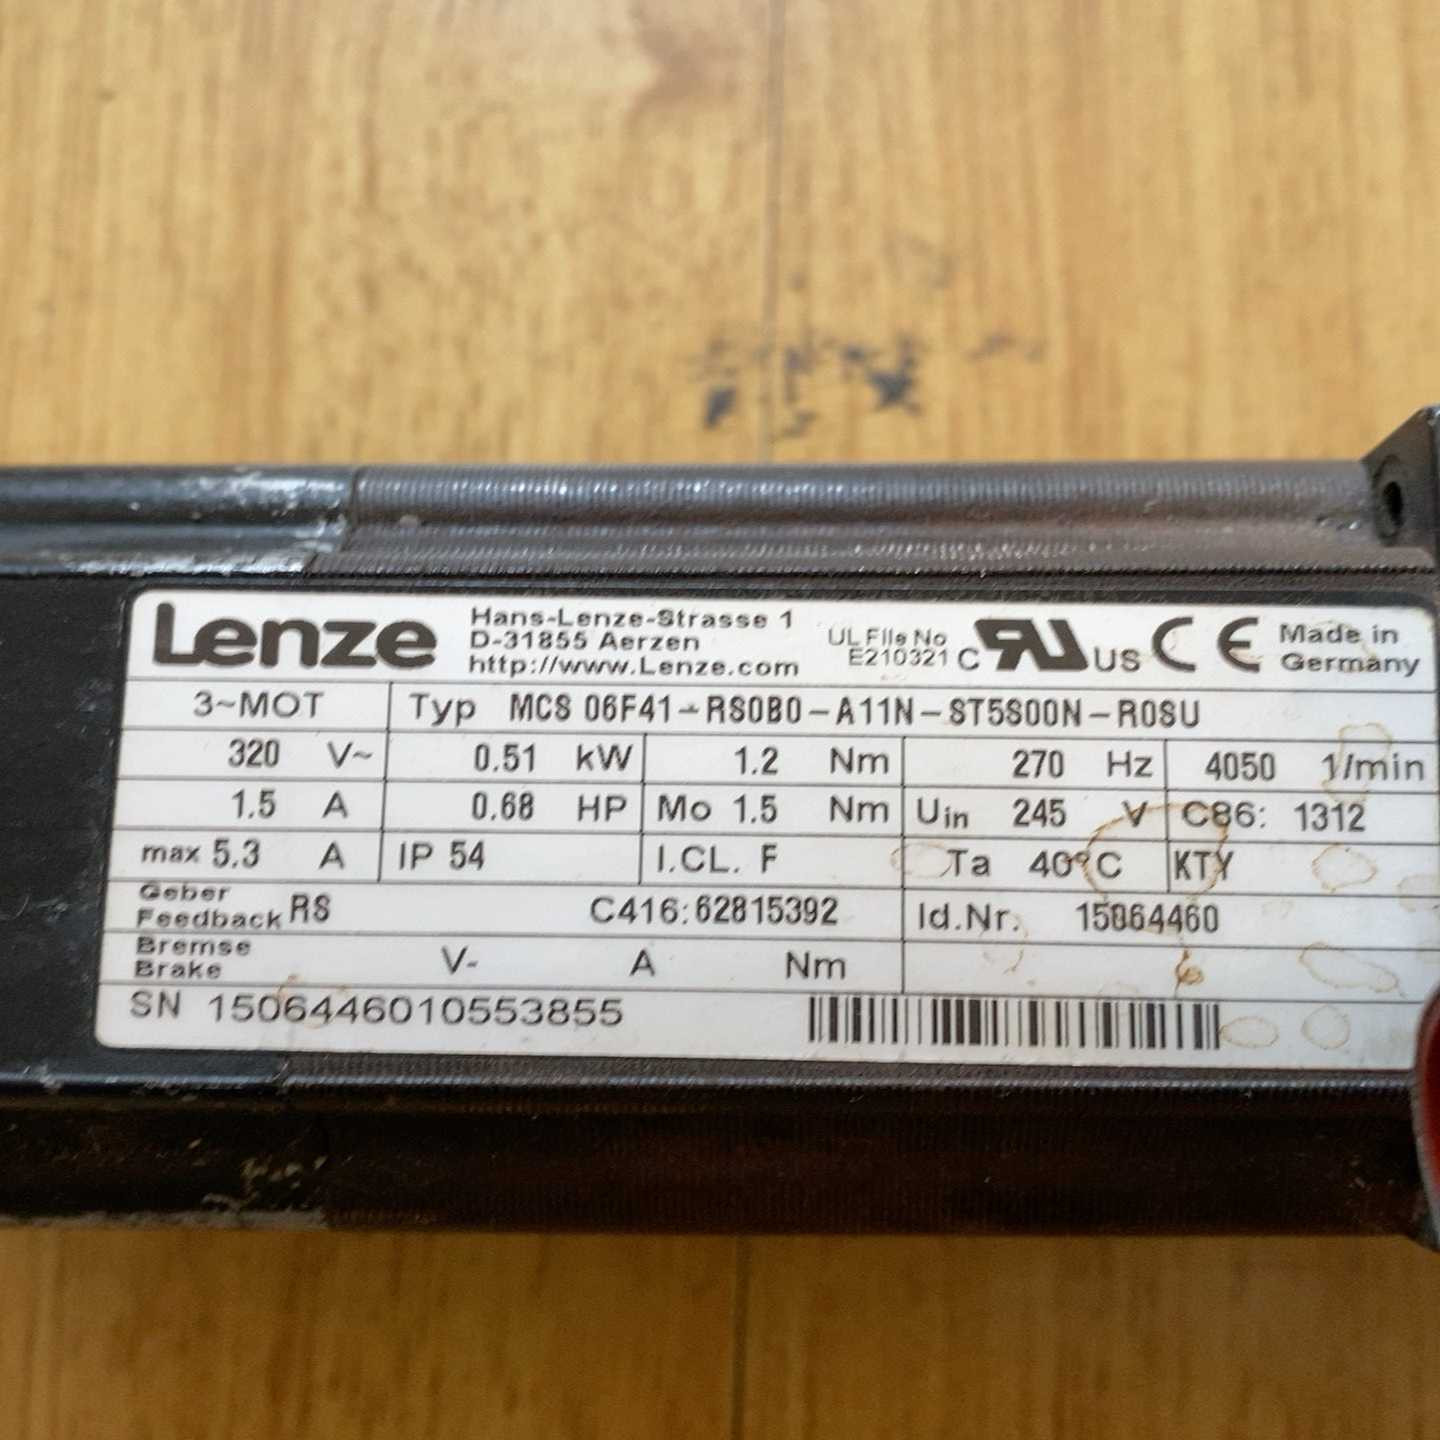 Lenze
Hans-Lenze-Strasse 1
D-31855 Aerzen
http://www.Lenze.com
UL File No
E210321
C RU US CE
Made in
Germany
3~MOT Typ MCS 06F41-RS0B0-A11N-ST5S00N-R0SU
320 V~ 0.51 kW 1.2 Nm 270 Hz 4050 1/min
1.5 A 0.68 HP Mo 1.5 Nm Uin 245 V C86: 1312
max 5.3 A IP 54 I.CL. F Ta 40°C KTY
Geber
Feedback RS C416:62815392 Id.Nr. 15064460
Bremse
Brake V- A Nm
SN 1506446010553855